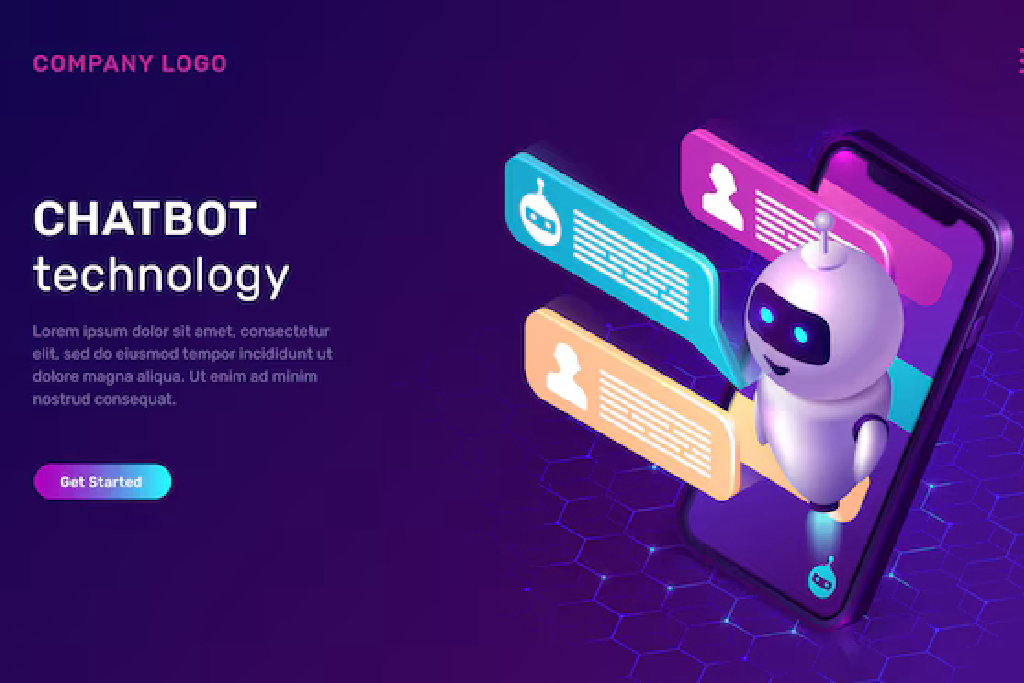 COMPANY LOGO
CHATBOT
technology
Lorem ipsum dolor sit amet, consectetur
elit, sed do eiusmod tempor incididunt ut
dolore magna aliqua. Ut enim ad minim
nostrud consequat.
Get Started